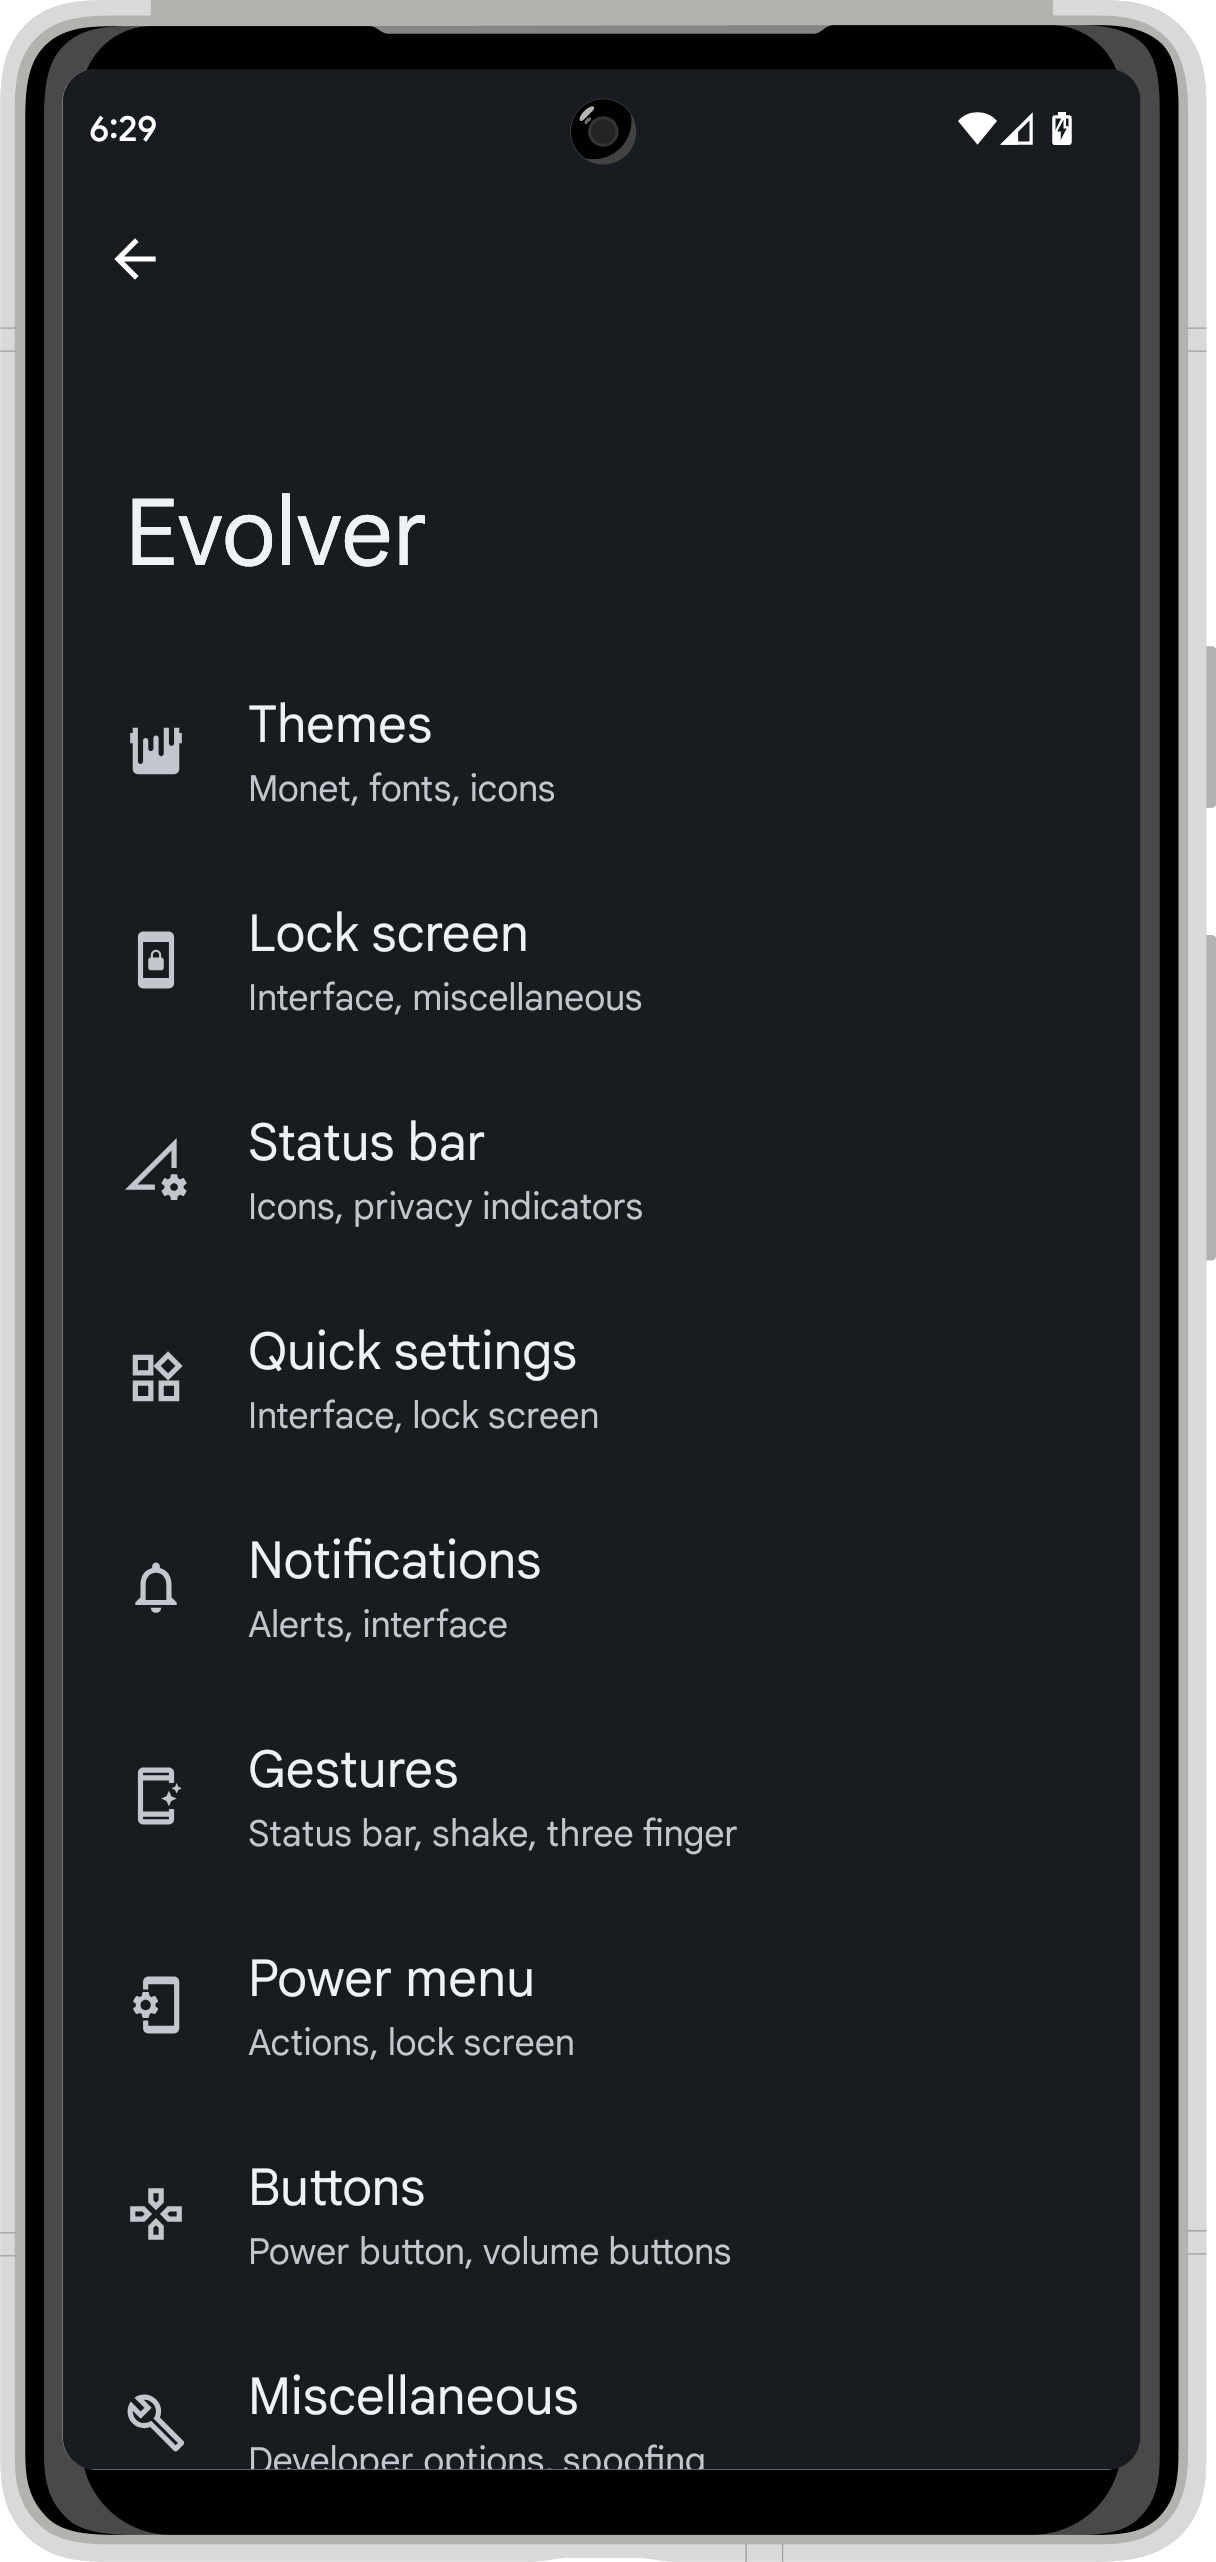 6:29
Evolver
Themes
Monet, fonts, icons
Lock screen
Interface, miscellaneous
Status bar
Icons, privacy indicators
Quick settings
Interface, lock screen
Notifications
Alerts, interface
Gestures
Status bar, shake, three finger
Power menu
Actions, lock screen
Buttons
Power button, volume buttons
Miscellaneous
Developer options, spoofing